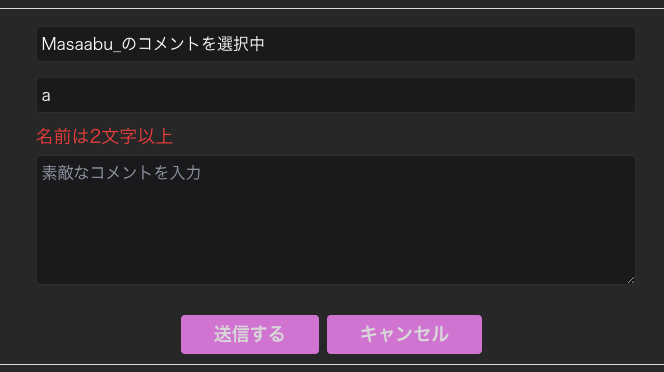 Masaabu_のコメントを選択中
a
名前は2文字以上
素敵なコメントを入力
送信する
キャンセル